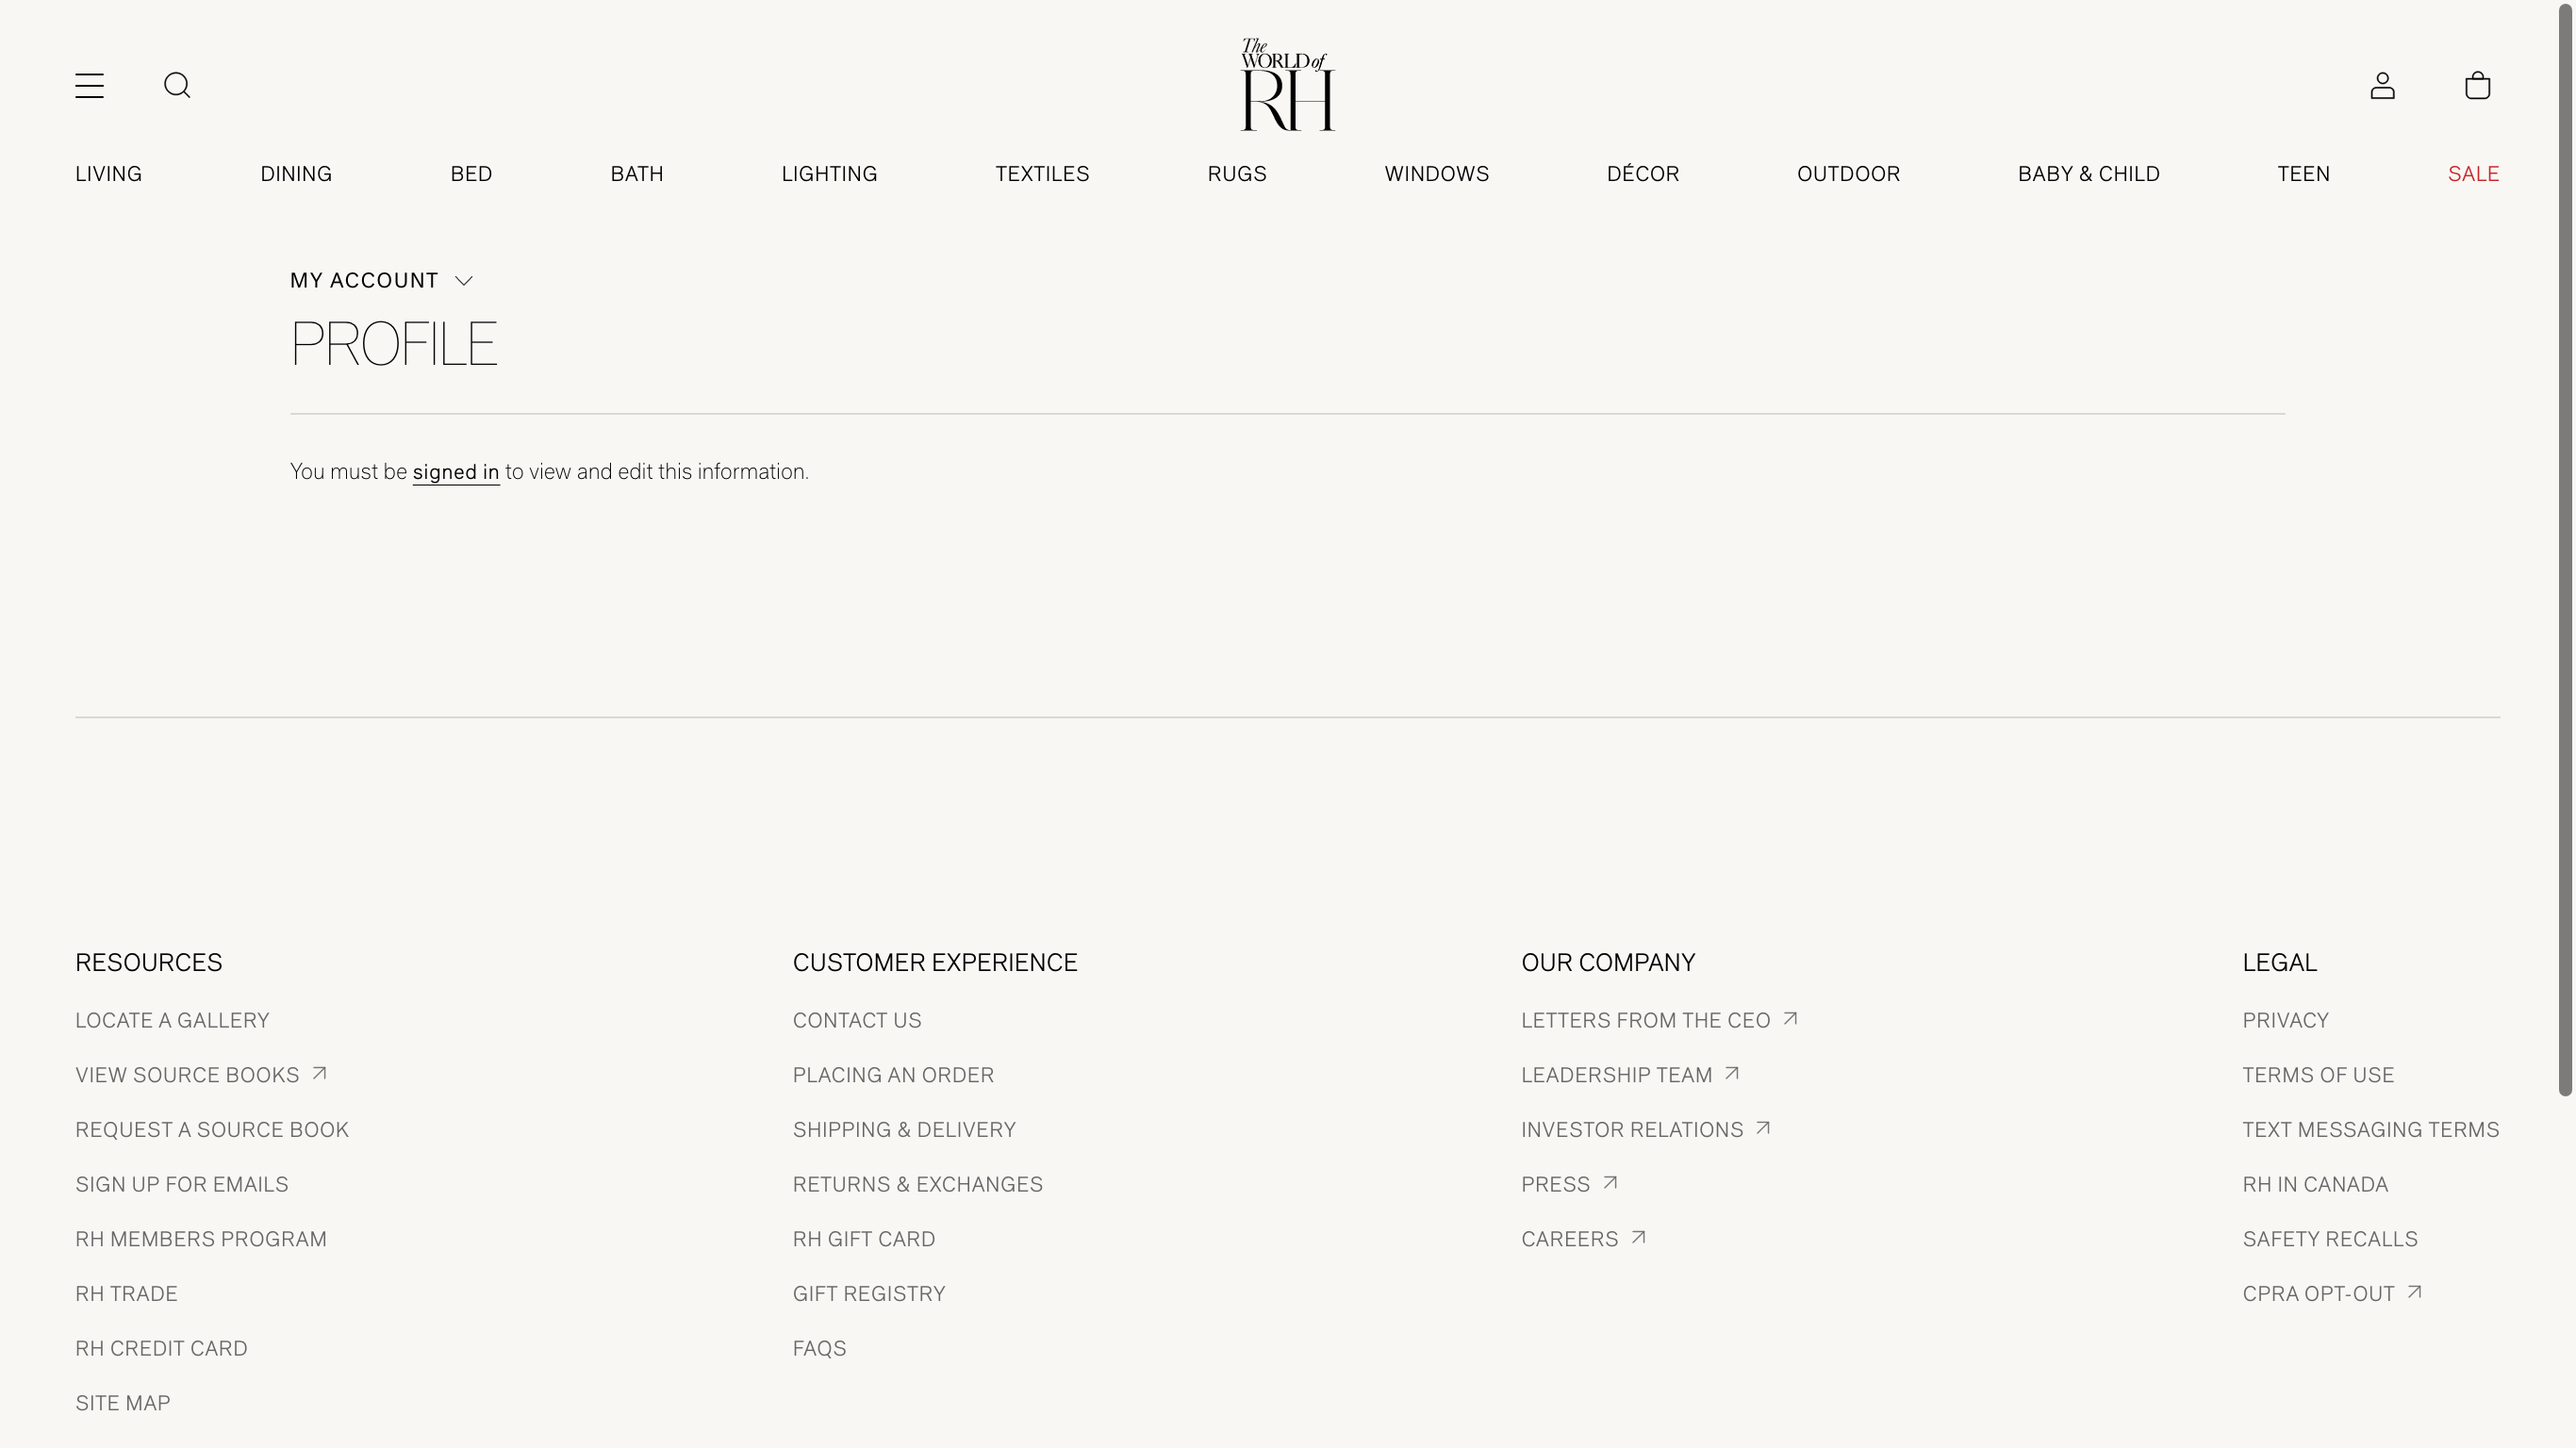 The
WORLD of
RH
LIVING DINING BED BATH LIGHTING TEXTILES RUGS WINDOWS DÉCOR OUTDOOR BABY & CHILD TEEN SALE
MY ACCOUNT
PROFILE
You must be signed in to view and edit this information.
RESOURCES
LOCATE A GALLERY
VIEW SOURCE BOOKS
REQUEST A SOURCE BOOK
SIGN UP FOR EMAILS
RH MEMBERS PROGRAM
RH TRADE
RH CREDIT CARD
SITE MAP
CUSTOMER EXPERIENCE
CONTACT US
PLACING AN ORDER
SHIPPING & DELIVERY
RETURNS & EXCHANGES
RH GIFT CARD
GIFT REGISTRY
FAQS
OUR COMPANY
LETTERS FROM THE CEO
LEADERSHIP TEAM
INVESTOR RELATIONS
PRESS
CAREERS
LEGAL
PRIVACY
TERMS OF USE
TEXT MESSAGING TERMS
RH IN CANADA
SAFETY RECALLS
CPRA OPT-OUT